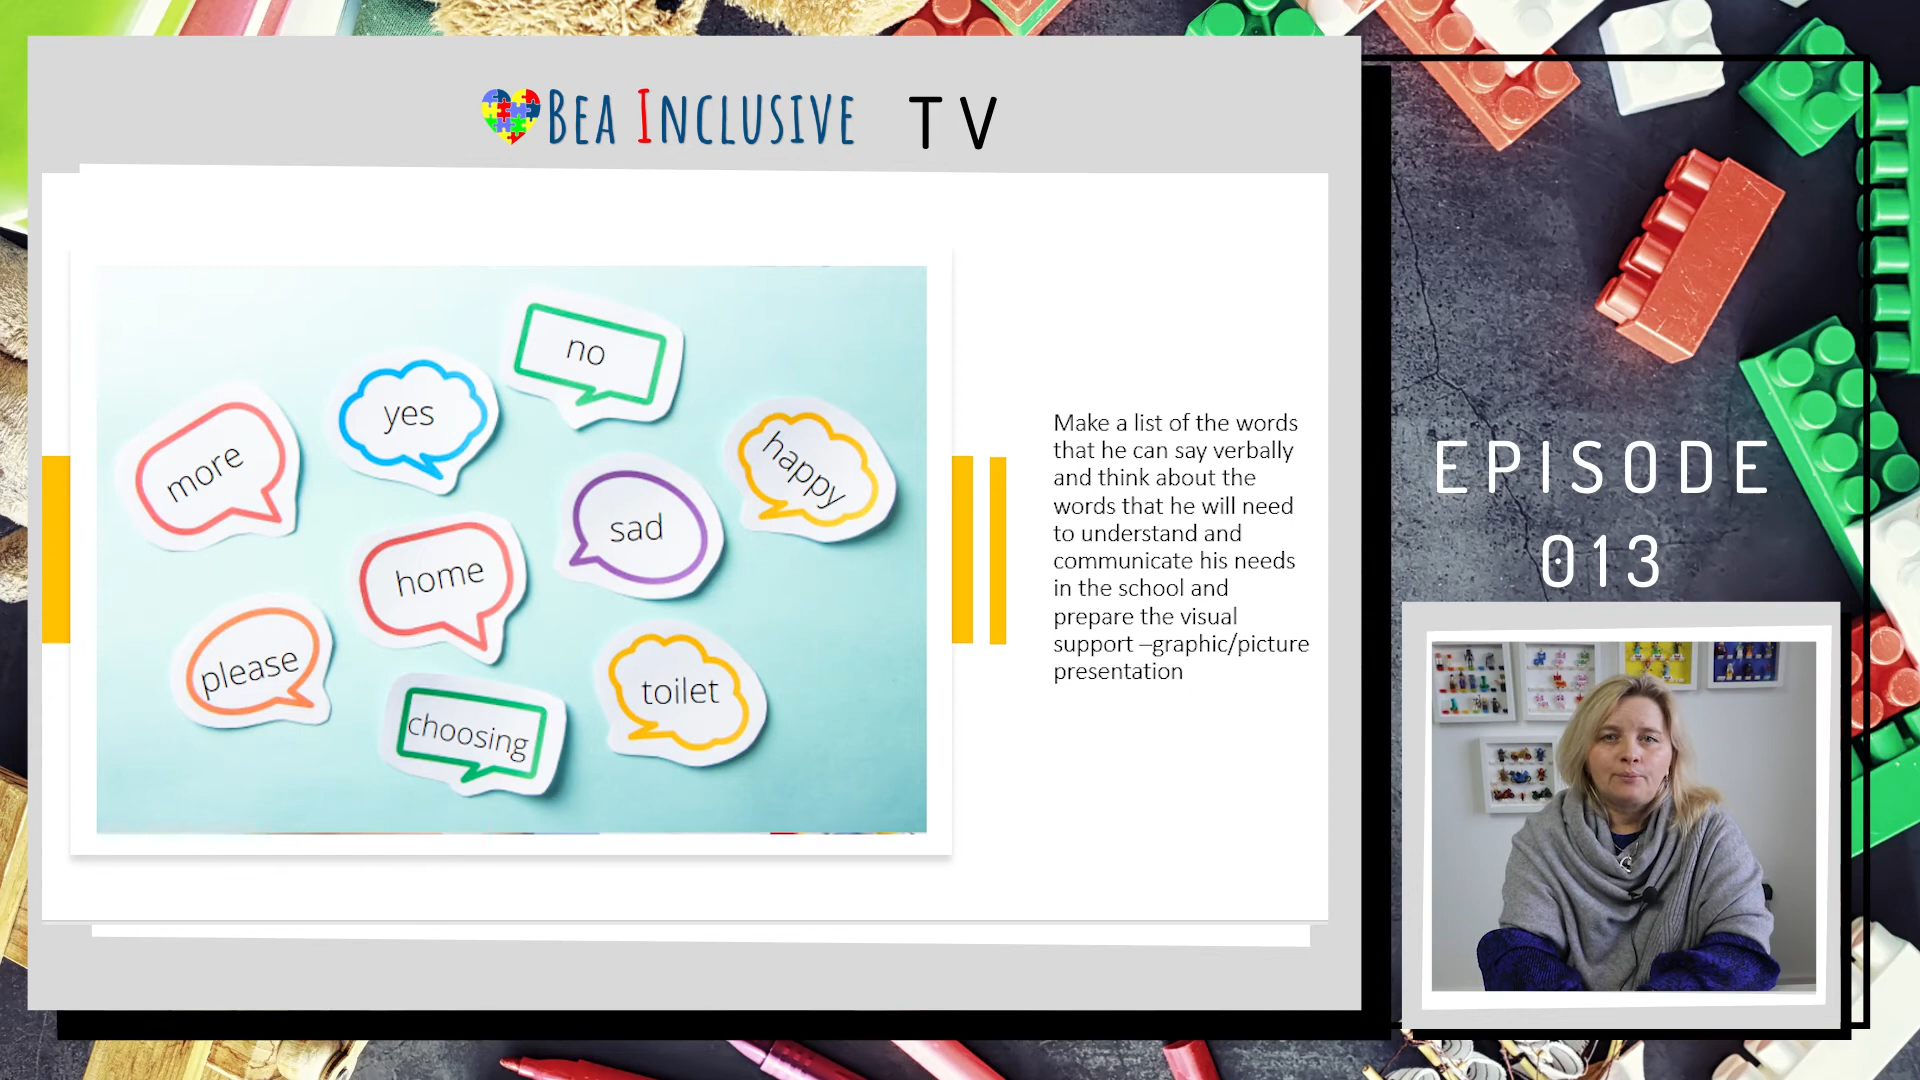 BEA INCLUSIVE TV
no
yes
more
happy
sad
home
please
toilet
choosing
Make a list of the words
that he can say verbally
and think about the
words that he will need
to understand and
communicate his needs
in the school and
prepare the visual
support –graphic/picture
presentation
EPISODE
013